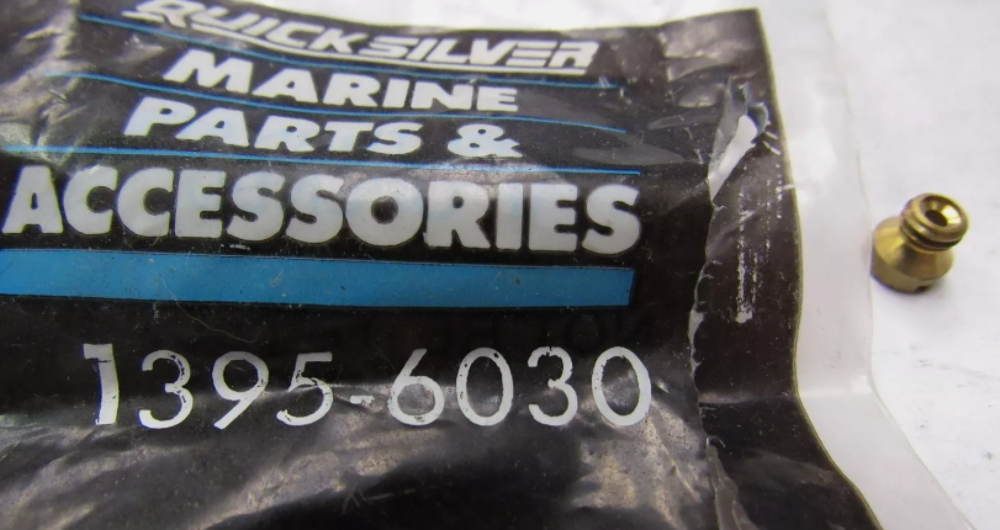 QUICKSILVER
MARINE
PARTS &
ACCESSORIES
1395-6030